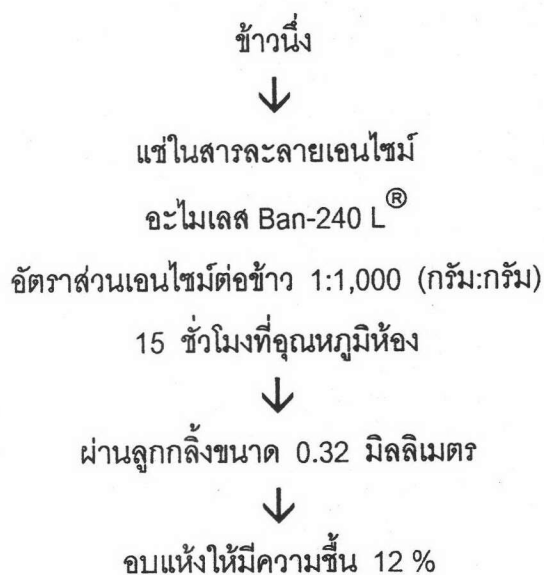 ข้าวนึ่ง
↓
แช่ในสารละลายเอนไซม์
อะไมเลส Ban-240 L®
อัตราส่วนเอนไซม์ต่อข้าว 1:1,000 (กรัม:กรัม)
15 ชั่วโมงที่อุณหภูมิห้อง
↓
ผ่านลูกกลิ้งขนาด 0.32 มิลลิเมตร
↓
อบแห้งให้มีความชื้น 12 %